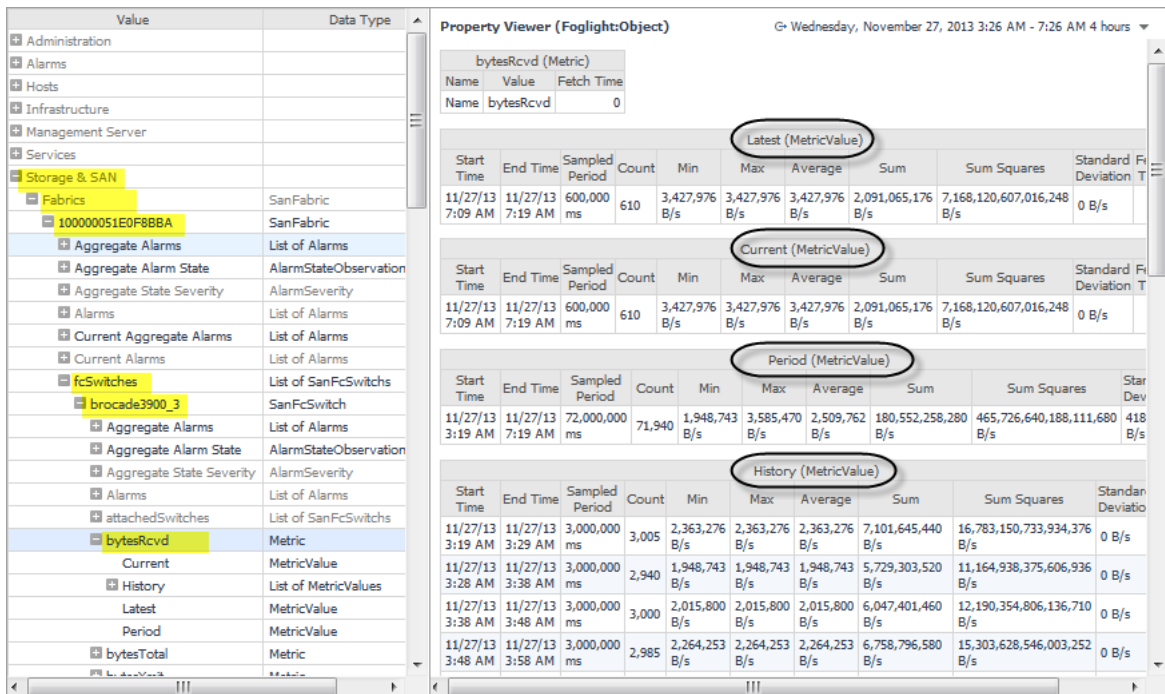 Value Data Type
Administration
Alarms
Hosts
Infrastructure
Management Server
Services
Storage & SAN
Fabrics SanFabric
100000051E0F8BBA SanFabric
Aggregate Alarms List of Alarms
Aggregate Alarm State AlarmStateObservation
Aggregate State Severity AlarmSeverity
Alarms List of Alarms
Current Aggregate Alarms List of Alarms
Current Alarms List of Alarms
fcSwitches List of SanFcSwitchs
brocade3900_3 SanFcSwitch
Aggregate Alarms List of Alarms
Aggregate Alarm State AlarmStateObservation
Aggregate State Severity AlarmSeverity
Alarms List of Alarms
attachedSwitches List of SanFcSwitchs
bytesRcvd Metric
Current MetricValue
History List of MetricValues
Latest MetricValue
Period MetricValue
bytesTotal Metric
Property Viewer (Foglight:Object) Wednesday, November 27, 2013 3:26 AM - 7:26 AM 4 hours
bytesRcvd (Metric)
Name Value Fetch Time
Name bytesRcvd 0
Latest (MetricValue)
Start End Time Sampled Count Min Max Average Sum Sum Squares Standard Fe
Time Period Deviation T
11/27/13 11/27/13 600,000 610 3,427,976 3,427,976 3,427,976 2,091,065,176 7,168,120,607,016,248 0 B/s
7:09 AM 7:19 AM ms B/s B/s B/s B/s B/s
Current (MetricValue)
Start End Time Sampled Count Min Max Average Sum Sum Squares Standard Fe
Time Period Deviation T
11/27/13 11/27/13 600,000 610 3,427,976 3,427,976 3,427,976 2,091,065,176 7,168,120,607,016,248 0 B/s
7:09 AM 7:19 AM ms B/s B/s B/s B/s B/s
Period (MetricValue)
Start End Time Sampled Count Min Max Average Sum Sum Squares Star
Time Period Dev
11/27/13 11/27/13 72,000,000 71,940 1,948,743 3,585,470 2,509,762 180,552,258,280 465,726,640,188,111,680 418
3:19 AM 7:19 AM ms B/s B/s B/s B/s B/s B/s
History (MetricValue)
Start End Time Sampled Count Min Max Average Sum Sum Squares Standar
Time Period Deviatio
11/27/13 11/27/13 3,000,000 3,005 2,363,276 2,363,276 2,363,276 7,101,645,440 16,783,150,733,934,376 0 B/s
3:19 AM 3:29 AM ms B/s B/s B/s B/s B/s
11/27/13 11/27/13 3,000,000 2,940 1,948,743 1,948,743 1,948,743 5,729,303,520 11,164,938,375,606,936 0 B/s
3:28 AM 3:38 AM ms B/s B/s B/s B/s B/s
11/27/13 11/27/13 3,000,000 3,000 2,015,800 2,015,800 2,015,800 6,047,401,460 12,190,354,806,136,710 0 B/s
3:38 AM 3:48 AM ms B/s B/s B/s B/s B/s
11/27/13 11/27/13 3,000,000 2,985 2,264,253 2,264,253 2,264,253 6,758,796,580 15,303,628,546,003,252 0 B/s
3:48 AM 3:58 AM ms B/s B/s B/s B/s B/s